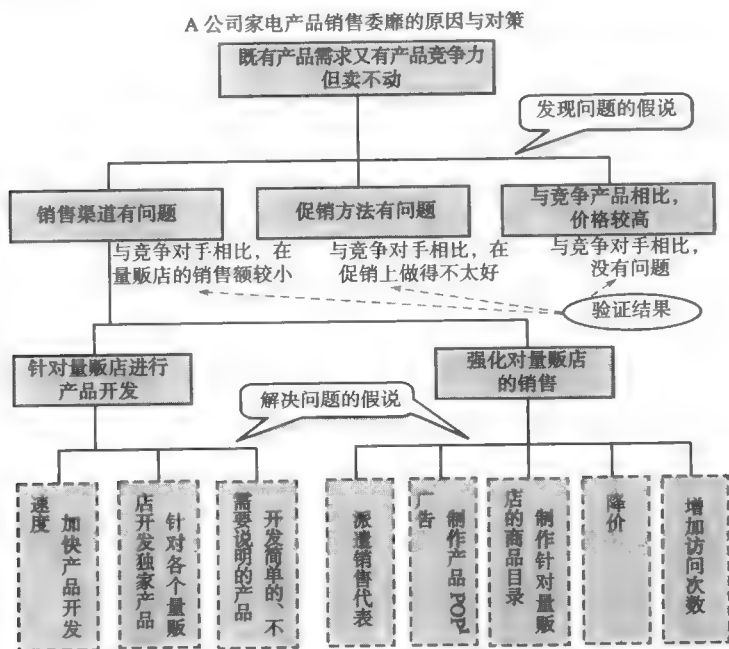 A 公司家电产品销售委靡的原因与对策
既有产品需求又有产品竞争力
但卖不动
发现问题的假说
销售渠道有问题
促销方法有问题
与竞争产品相比，
价格较高
与竞争对手相比，在
量贩店的销售额较小
与竞争对手相比，在
促销上做得不太好
与竞争对手相比，
没有问题
验证结果
针对量贩店进行
产品开发
强化对量贩店
的销售
解决问题的假说
加快产品开发
速度
针对各个量贩
店开发独家产品
开发简单的、不
需要说明的产品
派遣销售代表
制作产品 POP
广告
制作针对量贩
店的商品目录
降价
增加访问次数